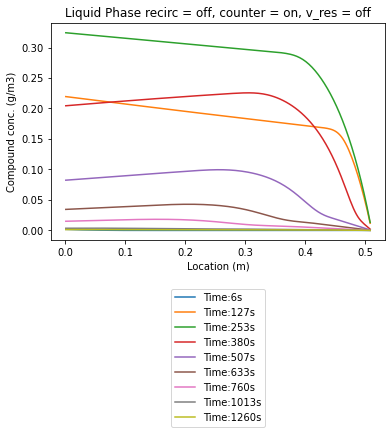 Liquid Phase recirc = off, counter = on, v_res = off
Compound conc. (g/m3)
0.30
0.25
0.20
0.15
0.10
0.05
0.00
0.0 0.1 0.2 0.3 0.4 0.5
Location (m)
Time:6s
Time:127s
Time:253s
Time:380s
Time:507s
Time:633s
Time:760s
Time:1013s
Time:1260s